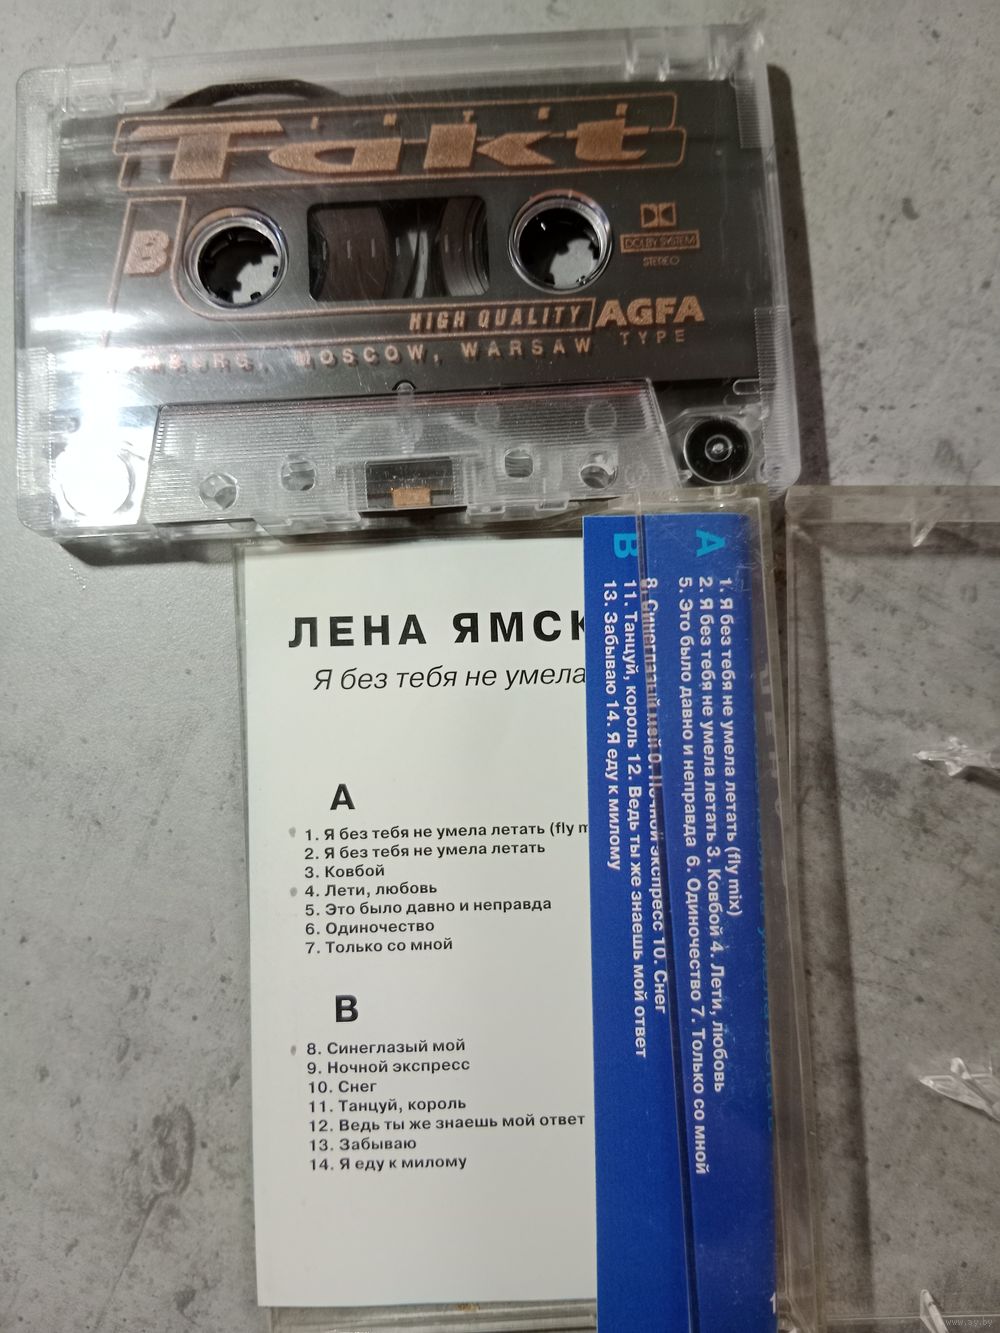 INTER
Takt
B
DOLBY SYSTEM
STEREO
HIGH QUALITY
AGFA
TYPE
MOSCOW, WARSAW
ЛЕНА
Я без тебя не умела
A
1. Я без тебя не умела летать (fly
2. Я без тебя не умела летать
3. Ковбой
4. Лети, любовь
5. Это было давно и неправда
6. Одиночество
7. Только со мной
B
8. Синеглазый мой
9. Ночной экспресс
10. Снег
11. Танцуй, король
12. Ведь ты же знаешь мой ответ
13. Забываю
14. Я еду к милому
A
1. Я без тебя не умела летать (fly mix)
2. Я без тебя не умела летать 3. Ковбой 4. Лети, любовь
5. Это было давно и неправда 6. Одиночество 7. Только со мной
B
8. Синеглазый мой 9. Ночной экспресс 10. Снег
11. Танцуй, король 12. Ведь ты же знаешь мой ответ
13. Забываю 14. Я еду к милому
www.ay.by